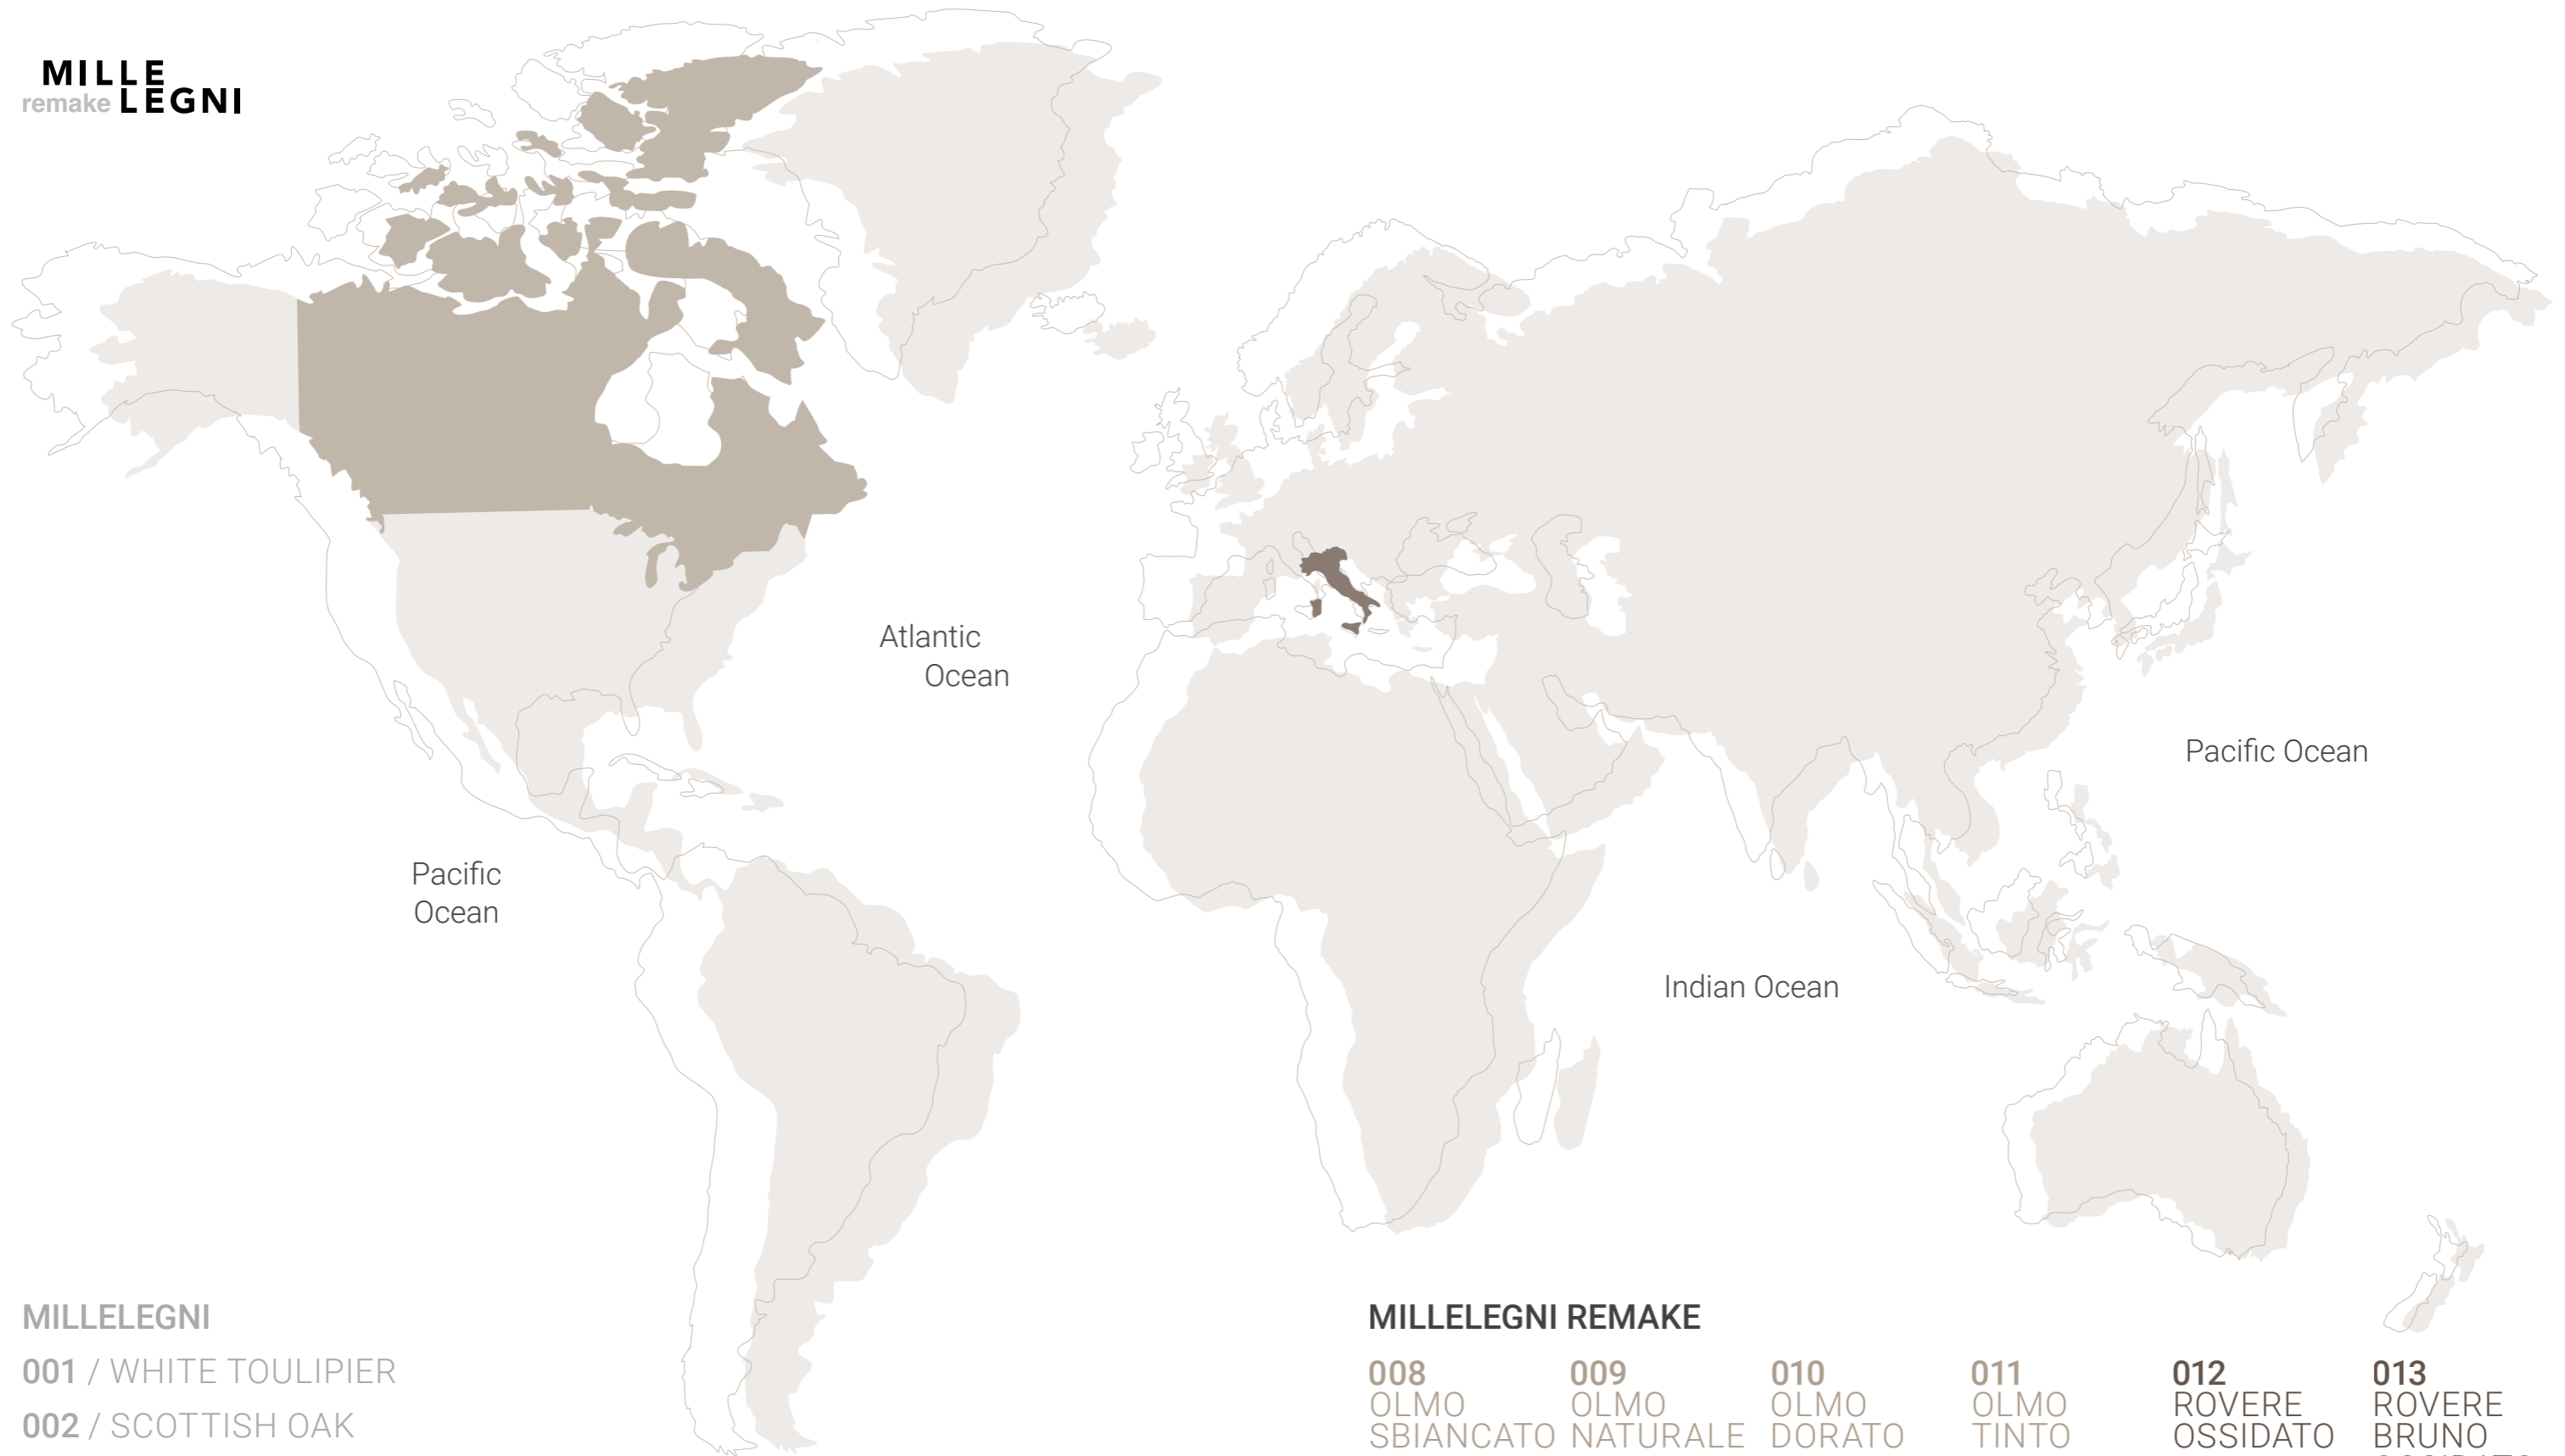 MILLE
remake LEGNI
Atlantic
Ocean
Pacific Ocean
Pacific
Ocean
Indian Ocean
MILLELEGNI
001 / WHITE TOULIPIER
002 / SCOTTISH OAK
MILLELEGNI REMAKE
008
OLMO
SBIANCATO
009
OLMO
NATURALE
010
OLMO
DORATO
011
OLMO
TINTO
012
ROVERE
OSSIDATO
013
ROVERE
BRUNO